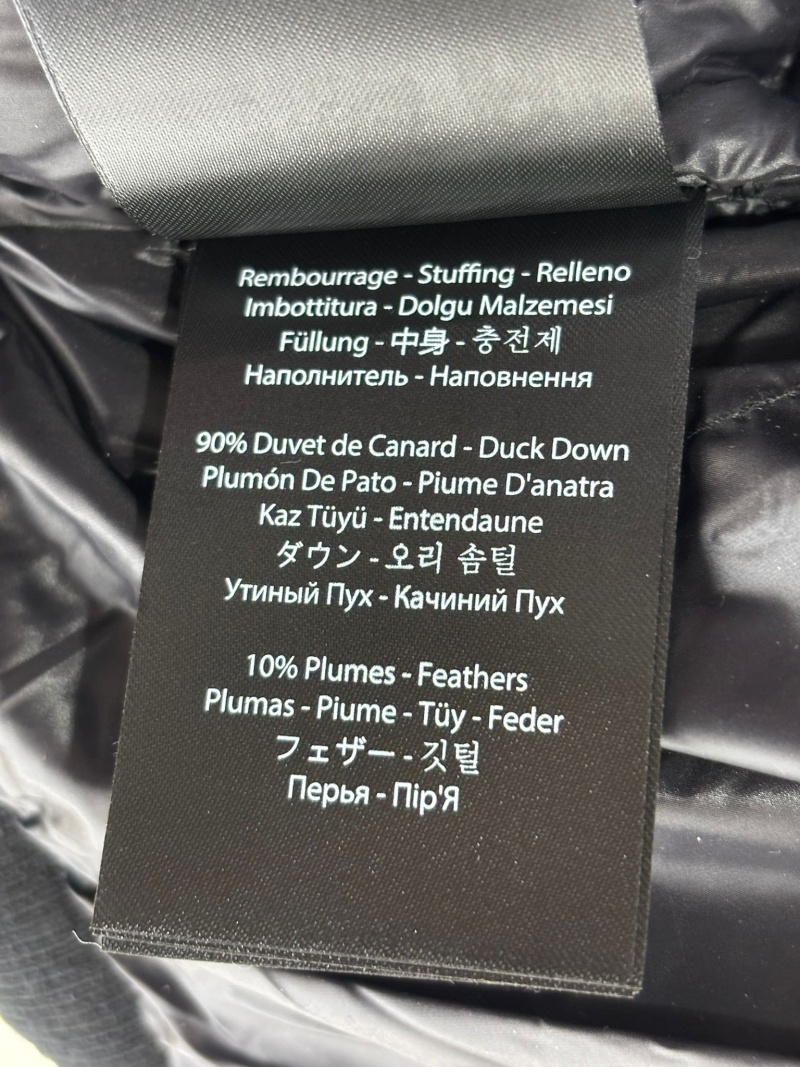 Rembourrage - Stuffing - Relleno
Imbottitura - Dolgu Malzemesi
Füllung - 中身 - 충전제
Наполнитель - Наповнення
90% Duvet de Canard - Duck Down
Plumón De Pato - Piume D'anatra
Kaz Tüyü - Entendaune
ダウン - 오리 솜털
Утиный Пух - Качиний Пух
10% Plumes - Feathers
Plumas - Piume - Tüy - Feder
フェザー - 깃털
Перья - Пір'Я